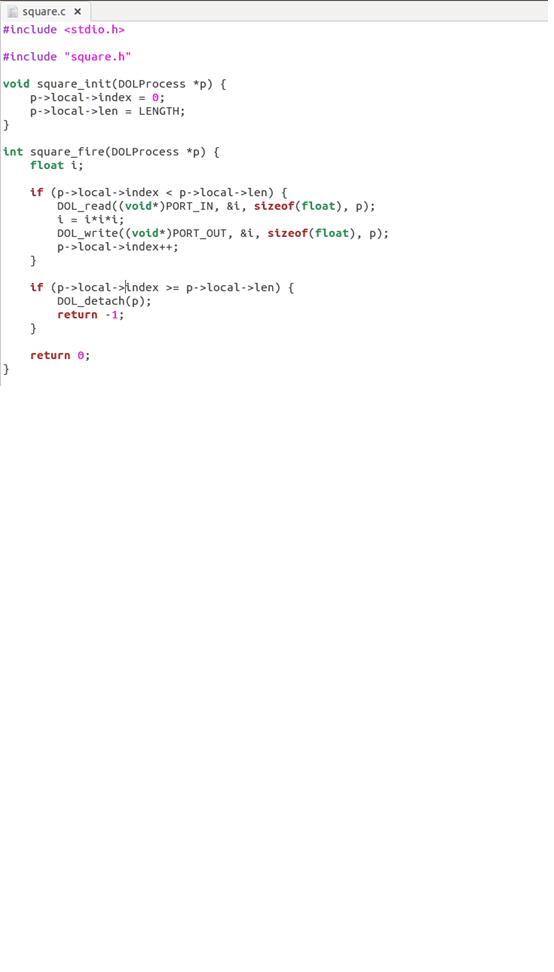 square.c ×
#include <stdio.h>
#include "square.h"
void square_init(DOLProcess *p) {
    p->local->index = 0;
    p->local->len = LENGTH;
}
int square_fire(DOLProcess *p) {
    float i;
    if (p->local->index < p->local->len) {
        DOL_read((void*)PORT_IN, &i, sizeof(float), p);
        i = i*i*i;
        DOL_write((void*)PORT_OUT, &i, sizeof(float), p);
        p->local->index++;
    }
    if (p->local->index >= p->local->len) {
        DOL_detach(p);
        return -1;
    }
    return 0;
}